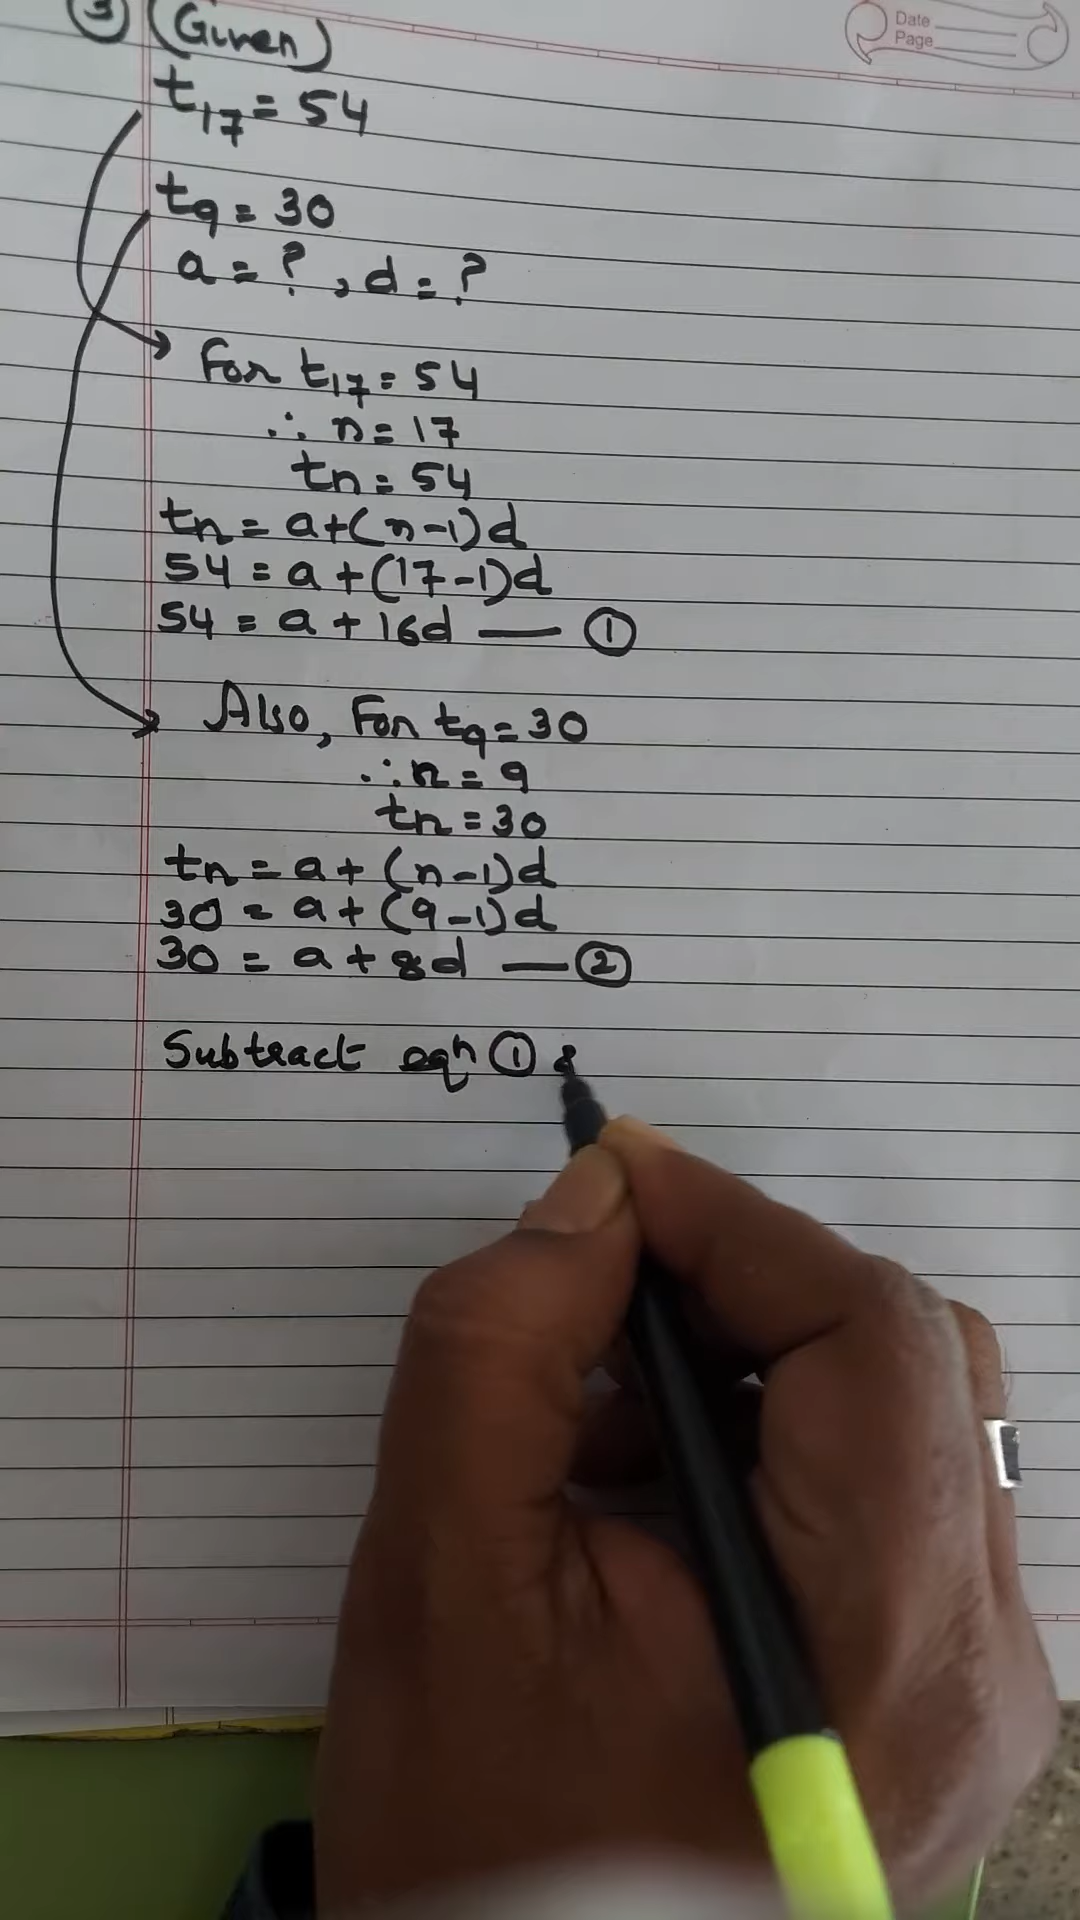 ③ (Given)
Date
Page
t₁₇ = 54
t₉ = 30
a = ? , d = ?
For t₁₇ = 54
∴ n = 17
tn = 54
tn = a+(n-1)d
54 = a+(17-1)d
54 = a + 16d — ①
Also, For t₉ = 30
∴ n = 9
tn = 30
tn = a+(n-1)d
30 = a+(9-1)d
30 = a + 8d — ②
Subtract eqⁿ ① &